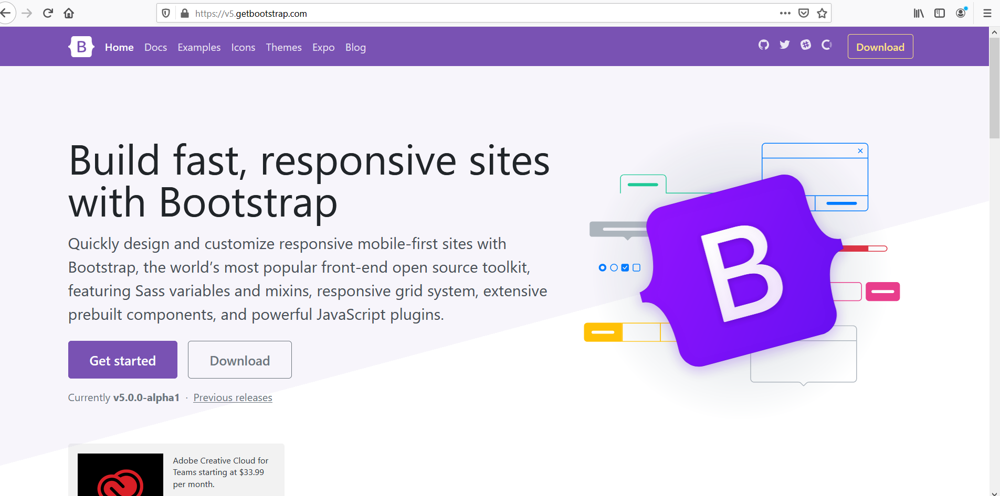 https://v5.getbootstrap.com
B Home Docs Examples Icons Themes Expo Blog Download
Build fast, responsive sites
with Bootstrap
Quickly design and customize responsive mobile-first sites with
Bootstrap, the world’s most popular front-end open source toolkit,
featuring Sass variables and mixins, responsive grid system, extensive
prebuilt components, and powerful JavaScript plugins.
Get started Download
Currently v5.0.0-alpha1 · Previous releases
B
Adobe Creative Cloud for
Teams starting at $33.99
per month.